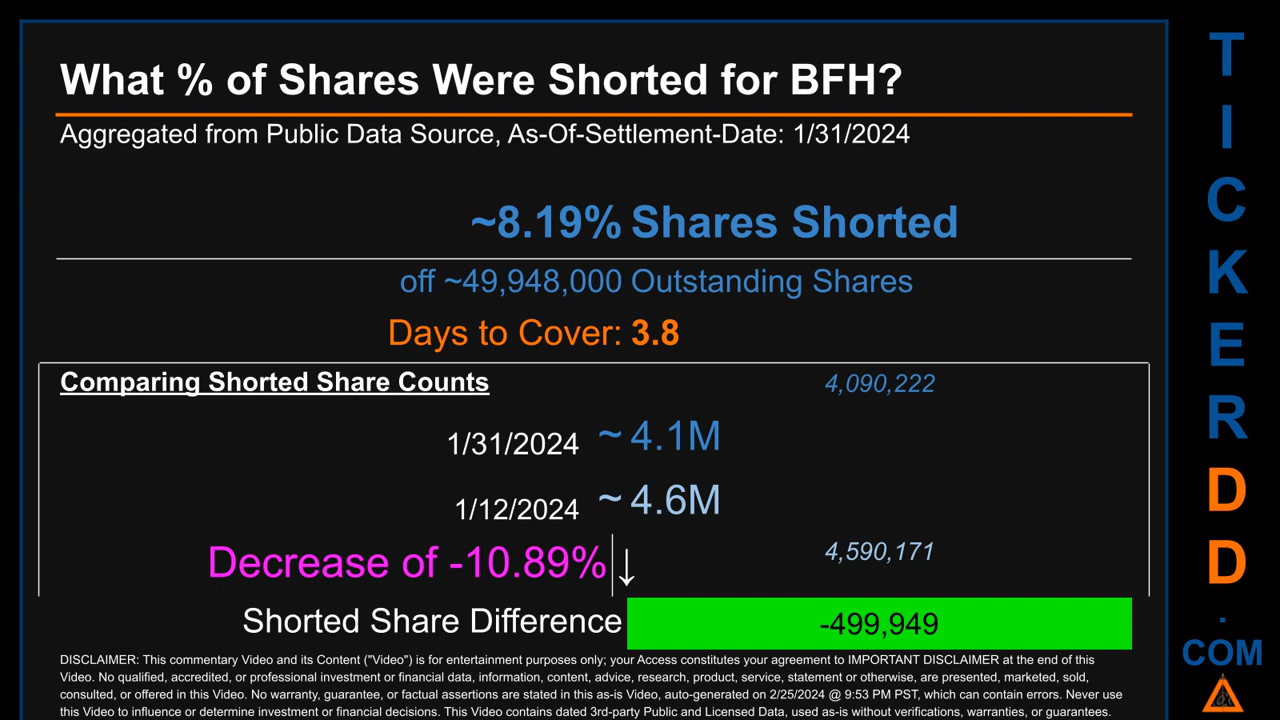 What % of Shares Were Shorted for BFH?
Aggregated from Public Data Source, As-Of-Settlement-Date: 1/31/2024
~8.19% Shares Shorted
off ~49,948,000 Outstanding Shares
Days to Cover: 3.8
Comparing Shorted Share Counts 4,090,222
1/31/2024 ~ 4.1M
1/12/2024 ~ 4.6M
Decrease of -10.89% ↓ 4,590,171
Shorted Share Difference -499,949
DISCLAIMER: This commentary Video and its Content ("Video") is for entertainment purposes only; your Access constitutes your agreement to IMPORTANT DISCLAIMER at the end of this
Video. No qualified, accredited, or professional investment or financial data, information, content, advice, research, product, service, statement or otherwise, are presented, marketed, sold,
consulted, or offered in this Video. No warranty, guarantee, or factual assertions are stated in this as-is Video, auto-generated on 2/25/2024 @ 9:53 PM PST, which can contain errors. Never use
this Video to influence or determine investment or financial decisions. This Video contains dated 3rd-party Public and Licensed Data, used as-is without verifications, warranties, or guarantees.
T
I
C
K
E
R
D
D
.
COM